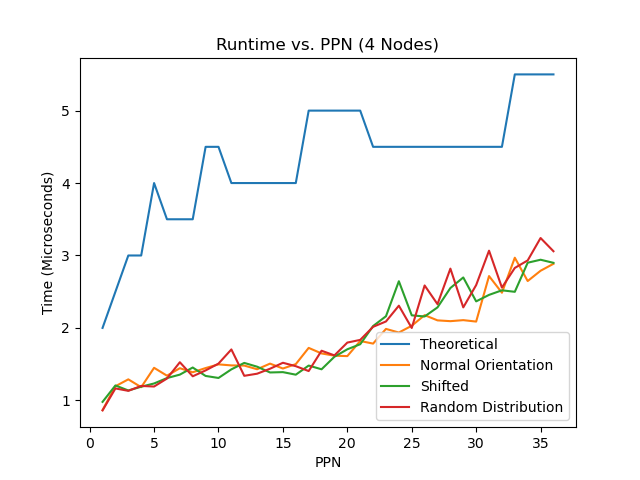 Runtime vs. PPN (4 Nodes)
Time (Microseconds)
5
4
3
2
1
Theoretical
Normal Orientation
Shifted
Random Distribution
0 5 10 15 20 25 30 35
PPN